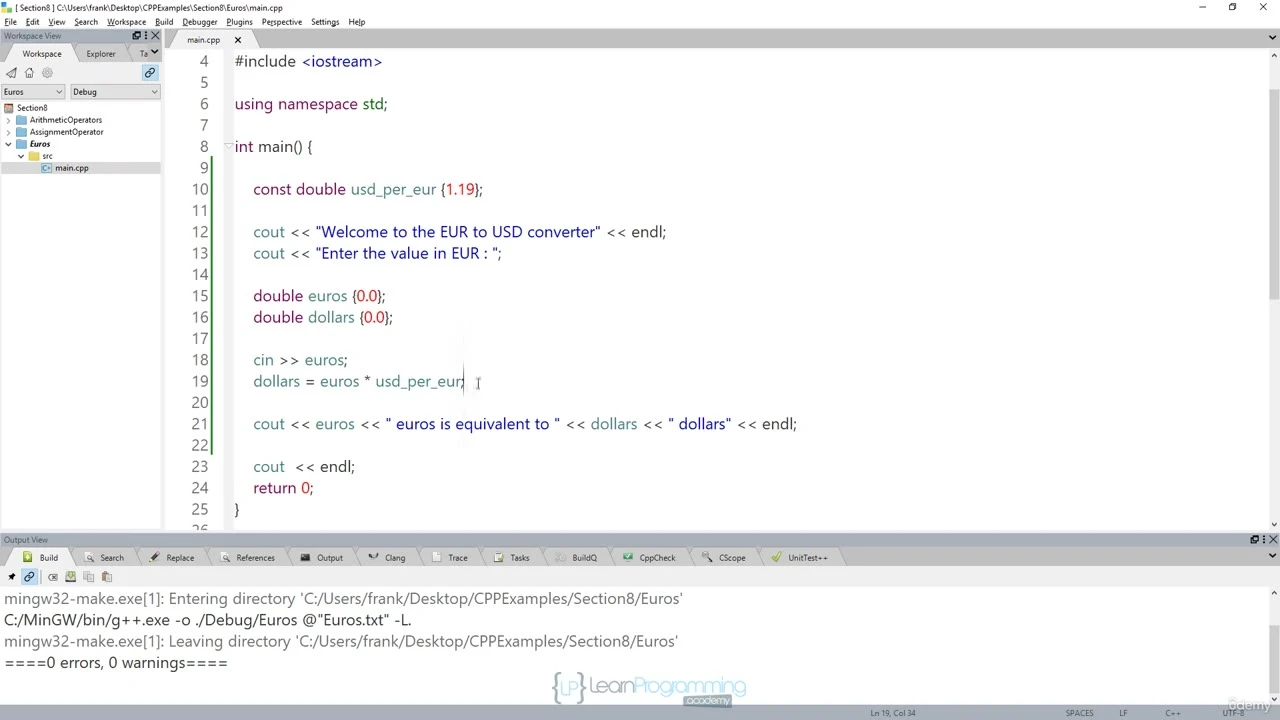 [ Section8 ] C:\Users\frank\Desktop\CPPExamples\Section8\Euros\main.cpp
File Edit View Search Workspace Build Debugger Plugins Perspective Settings Help
Workspace View
main.cpp
Workspace Explorer Ta
Euros Debug
Section8
ArithmeticOperators
AssignmentOperator
Euros
src
main.cpp
4 #include <iostream>
5
6 using namespace std;
7
8 int main() {
9
10 const double usd_per_eur {1.19};
11
12 cout << "Welcome to the EUR to USD converter" << endl;
13 cout << "Enter the value in EUR : ";
14
15 double euros {0.0};
16 double dollars {0.0};
17
18 cin >> euros;
19 dollars = euros * usd_per_eur;
20
21 cout << euros << " euros is equivalent to " << dollars << " dollars" << endl;
22
23 cout  << endl;
24 return 0;
25 }
26
Output View
Build Search Replace References Output Clang Trace Tasks BuildQ CppCheck CScope UnitTest++
mingw32-make.exe[1]: Entering directory 'C:/Users/frank/Desktop/CPPExamples/Section8/Euros'
C:/MinGW/bin/g++.exe -o ./Debug/Euros @"Euros.txt" -L.
mingw32-make.exe[1]: Leaving directory 'C:/Users/frank/Desktop/CPPExamples/Section8/Euros'
====0 errors, 0 warnings====
{LP} LearnProgramming
academy
Ln 19, Col 34 SPACES LF C++ UTF-8
ûdemy